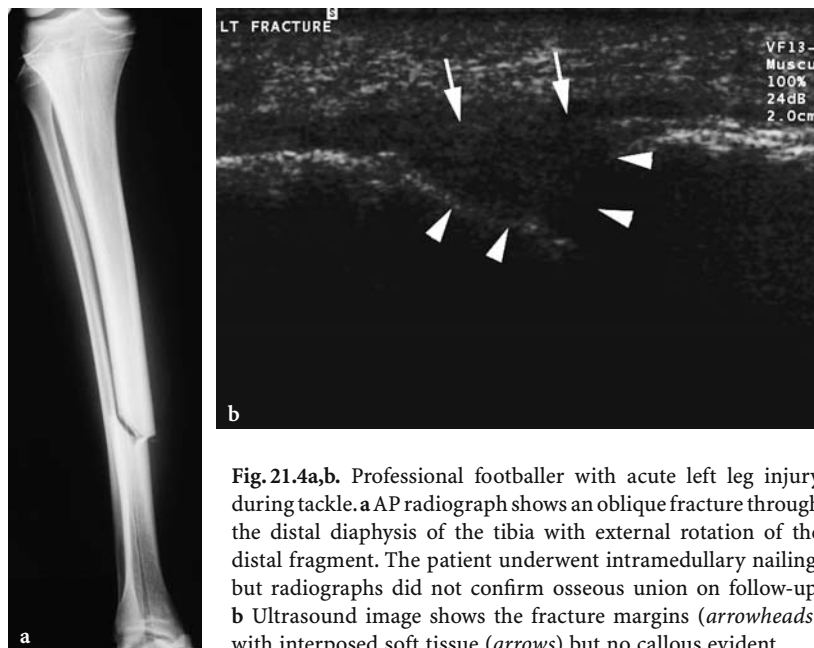 LT FRACTURE
S
VF13-
Muscu
100%
24dB
2.0cm
a
b
Fig. 21.4a,b. Professional footballer with acute left leg injury
during tackle. a AP radiograph shows an oblique fracture through
the distal diaphysis of the tibia with external rotation of the
distal fragment. The patient underwent intramedullary nailing
but radiographs did not confirm osseous union on follow-up
b Ultrasound image shows the fracture margins (arrowheads
with interposed soft tissue (arrows) but no callous evident